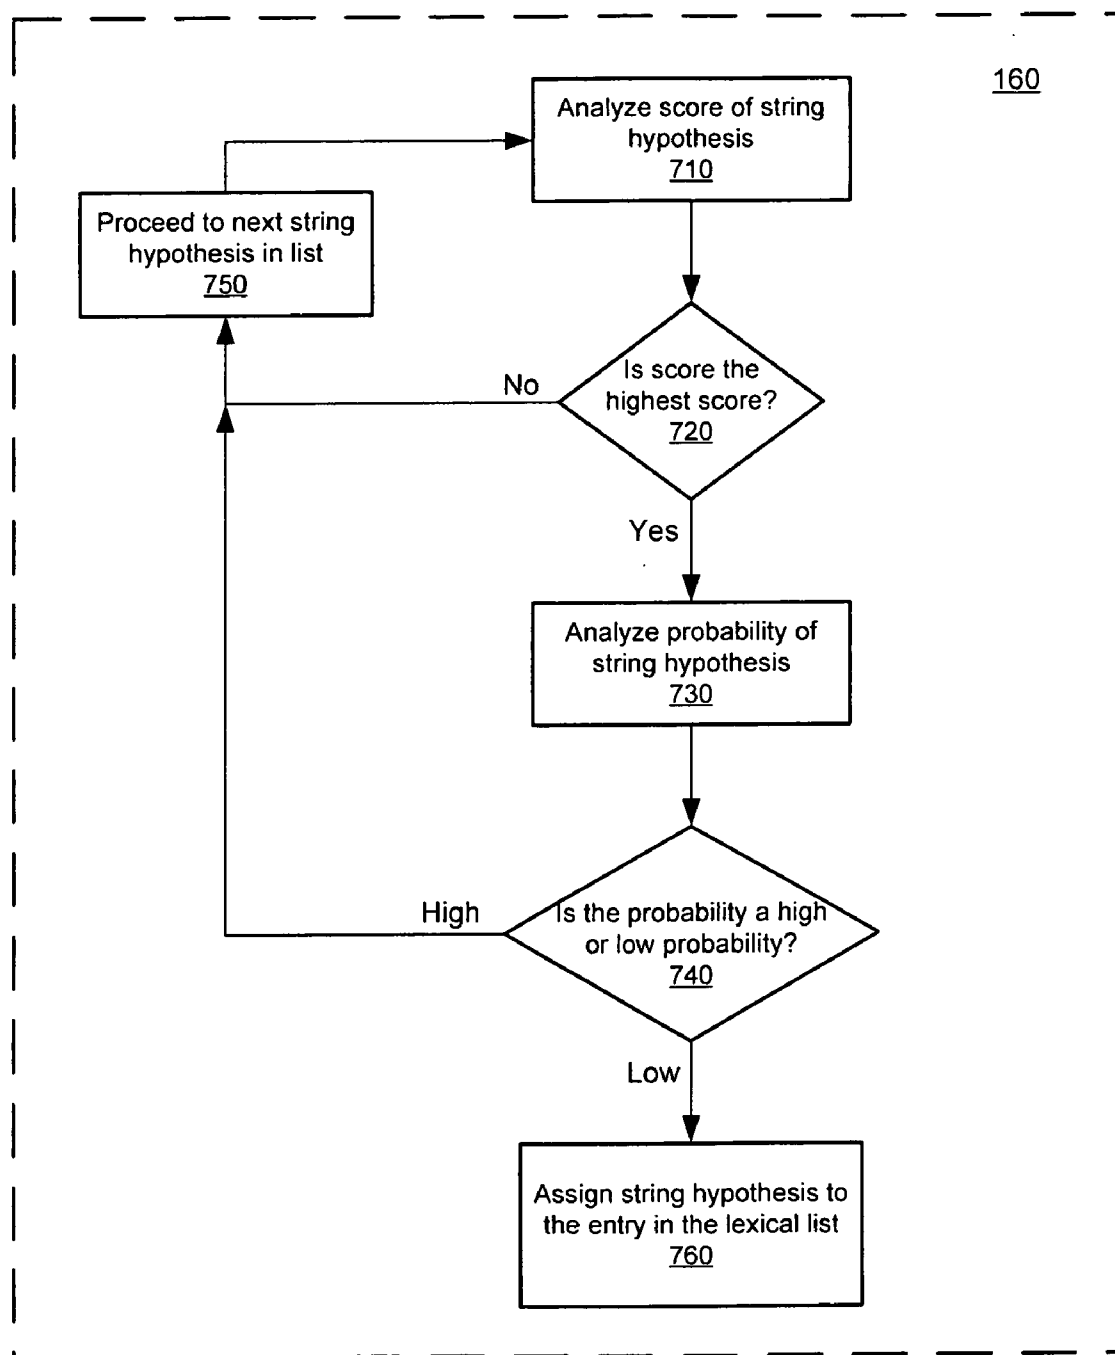 160
Analyze score of string
hypothesis
710
Proceed to next string
hypothesis in list
750
Is score the
highest score?
720
No
Yes
Analyze probability of
string hypothesis
730
Is the probability a high
or low probability?
740
High
Low
Assign string hypothesis to
the entry in the lexical list
760